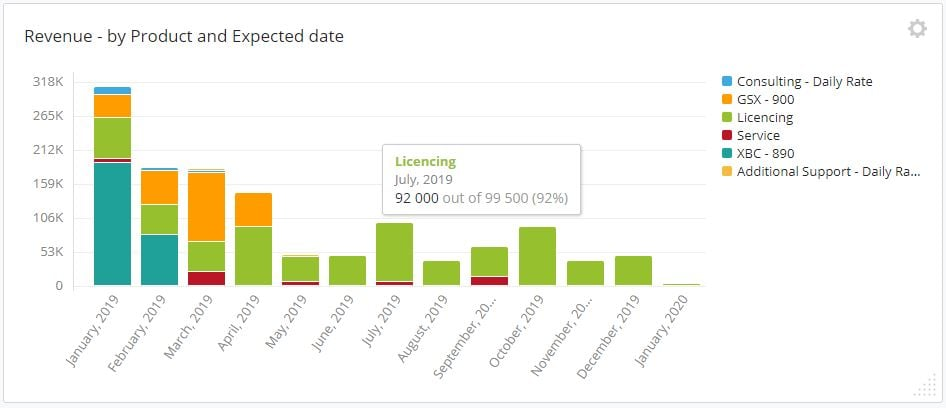 Revenue - by Product and Expected date
318K
265K
212K
159K
106K
53K
0
Licencing
July, 2019
92 000 out of 99 500 (92%)
January, 2019
February, 2019
March, 2019
April, 2019
May, 2019
June, 2019
July, 2019
August, 2019
September, 20...
October, 2019
November, 20...
December, 2019
January, 2020
Consulting - Daily Rate
GSX - 900
Licencing
Service
XBC - 890
Additional Support - Daily Ra...